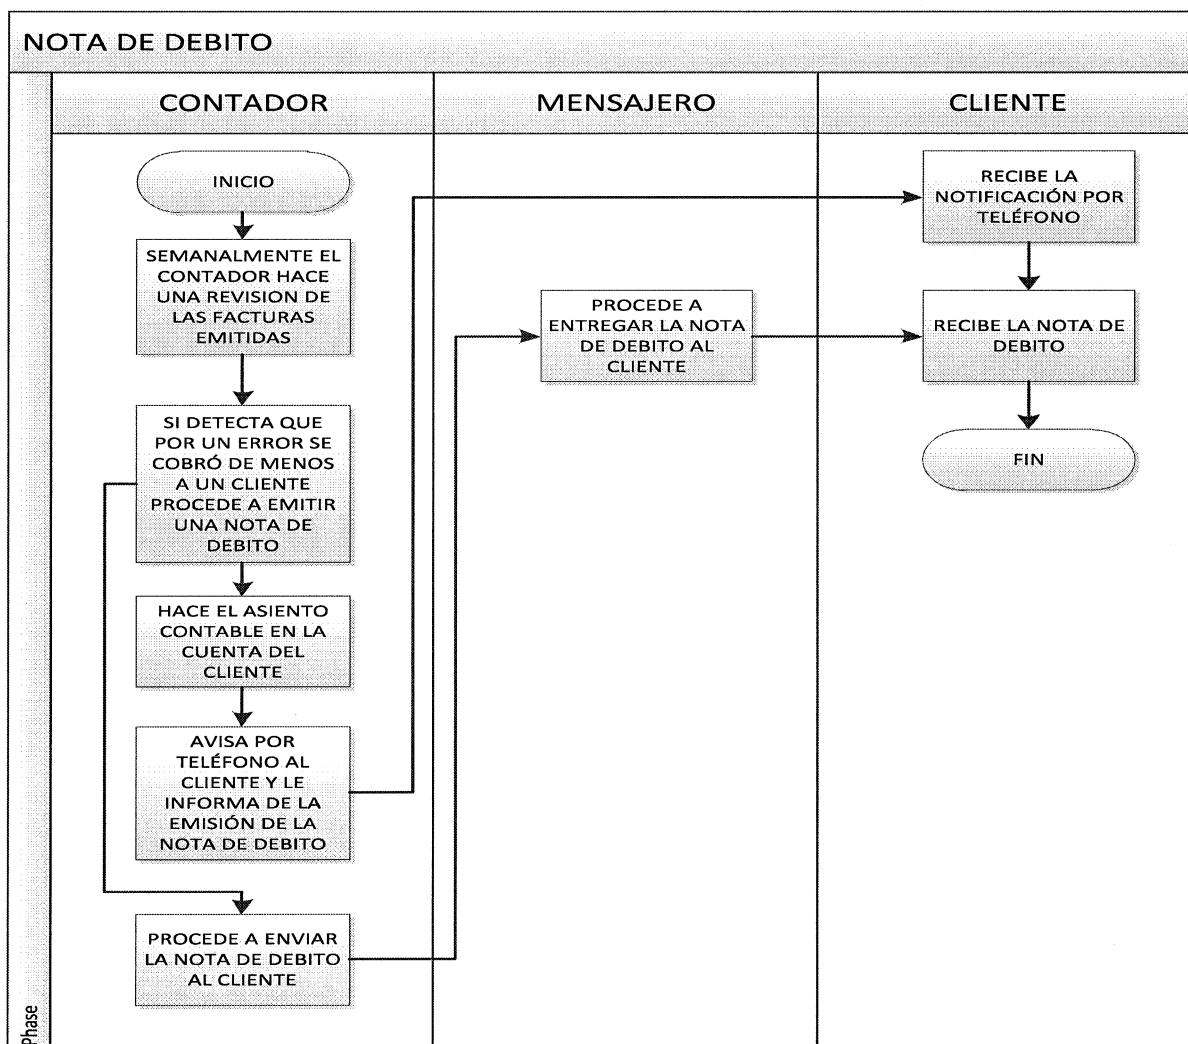 NOTA DE DEBITO
CONTADOR
MENSAJERO
CLIENTE
INICIO
SEMANALMENTE EL
CONTADOR HACE
UNA REVISION DE
LAS FACTURAS
EMITIDAS
SI DETECTA QUE
POR UN ERROR SE
COBRÓ DE MENOS
A UN CLIENTE
PROCEDE A EMITIR
UNA NOTA DE
DEBITO
HACE EL ASIENTO
CONTABLE EN LA
CUENTA DEL
CLIENTE
AVISA POR
TELÉFONO AL
CLIENTE Y LE
INFORMA DE LA
EMISIÓN DE LA
NOTA DE DEBITO
PROCEDE A ENVIAR
LA NOTA DE DEBITO
AL CLIENTE
PROCEDE A
ENTREGAR LA NOTA
DE DEBITO AL
CLIENTE
RECIBE LA
NOTIFICACIÓN POR
TELÉFONO
RECIBE LA NOTA DE
DEBITO
FIN
Phase